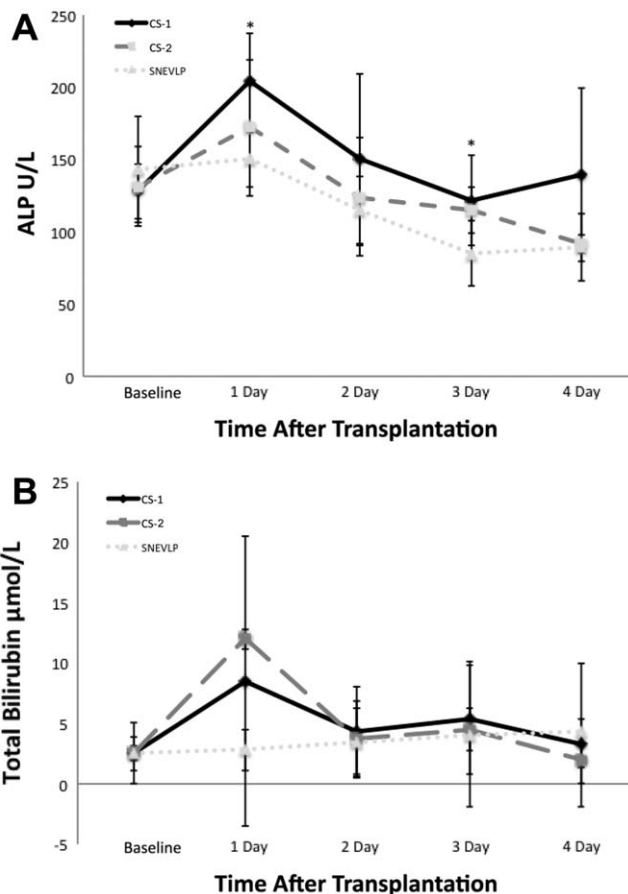 A
250
200
150
100
50
0
ALP U/L
CS-1
CS-2
SNEVLP
*
*
Baseline 1 Day 2 Day 3 Day 4 Day
Time After Transplantation
B
25
20
15
10
5
0
-5
Total Bilirubin µmol/L
CS-1
CS-2
SNEVLP
Baseline 1 Day 2 Day 3 Day 4 Day
Time After Transplantation